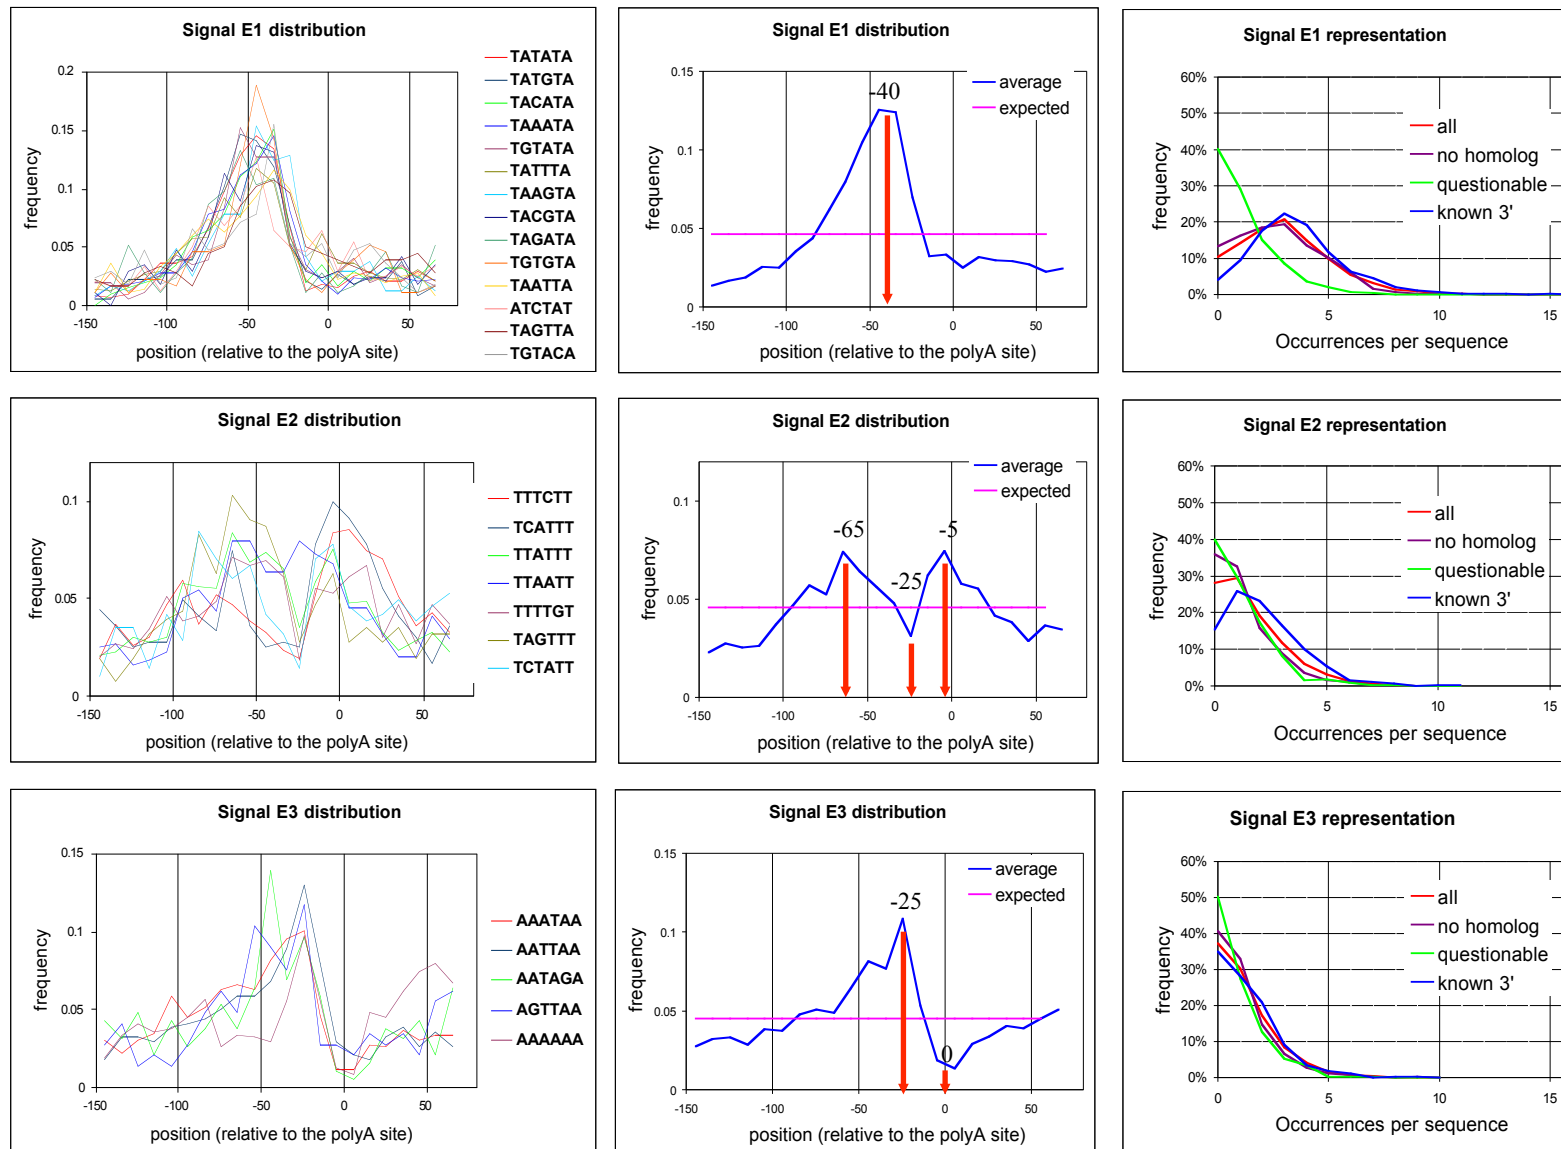 Signal E1 distribution
0.2
0.15
0.1
0.05
0
-150
-100
-50
0
50
frequency
position (relative to the polyA site)
TATATA
TATGTA
TACATA
TAAATA
TGTATA
TATTTA
TAAGTA
TACGTA
TAGATA
TGTGTA
TAATTA
ATCTAT
TAGTTA
TGTACA
Signal E1 distribution
0.15
0.1
0.05
0
-150
-100
-50
0
50
frequency
position (relative to the polyA site)
-40
average
expected
Signal E1 representation
60%
50%
40%
30%
20%
10%
0%
0
5
10
15
frequency
Occurrences per sequence
all
no homolog
questionable
known 3'
Signal E2 distribution
0.1
0.05
0
-150
-100
-50
0
50
frequency
position (relative to the polyA site)
TTTCTT
TCATTT
TTATTT
TTAATT
TTTTGT
TAGTTT
TCTATT
Signal E2 distribution
0.1
0.05
0
-150
-100
-50
0
50
frequency
position (relative to the polyA site)
-65
-25
-5
average
expected
Signal E2 representation
60%
50%
40%
30%
20%
10%
0%
0
5
10
15
frequency
Occurrences per sequence
all
no homolog
questionable
known 3'
Signal E3 distribution
0.15
0.1
0.05
0
-150
-100
-50
0
50
frequency
position (relative to the polyA site)
AAATAA
AATTAA
AATAGA
AGTTAA
AAAAAA
Signal E3 distribution
0.15
0.1
0.05
0
-150
-100
-50
0
50
frequency
position (relative to the polyA site)
-25
0
average
expected
Signal E3 representation
60%
50%
40%
30%
20%
10%
0%
0
5
10
15
frequency
Occurrences per sequence
all
no homolog
questionable
known 3'